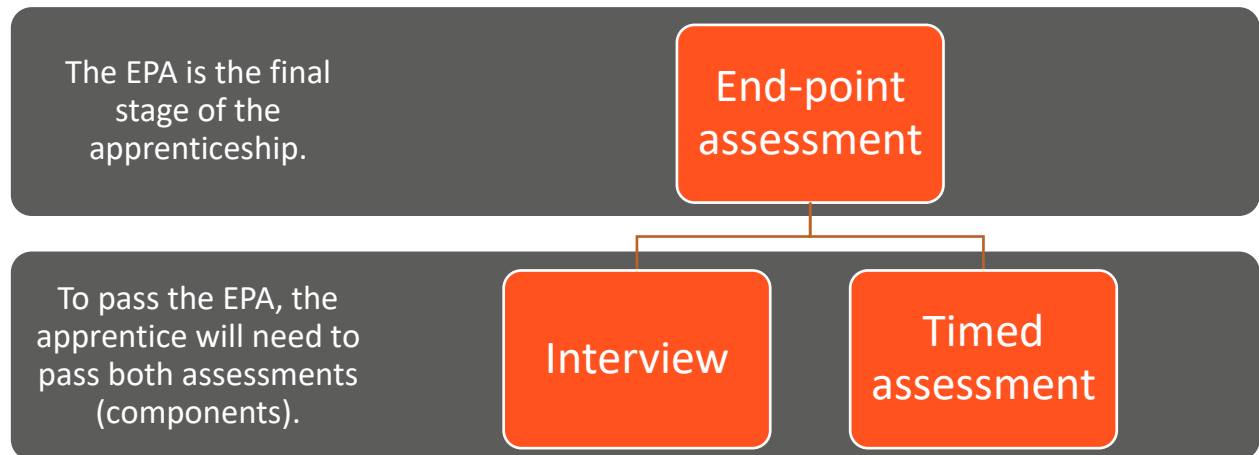 The EPA is the final
stage of the
apprenticeship.
End-point
assessment
To pass the EPA, the
apprentice will need to
pass both assessments
(components).
Interview
Timed
assessment